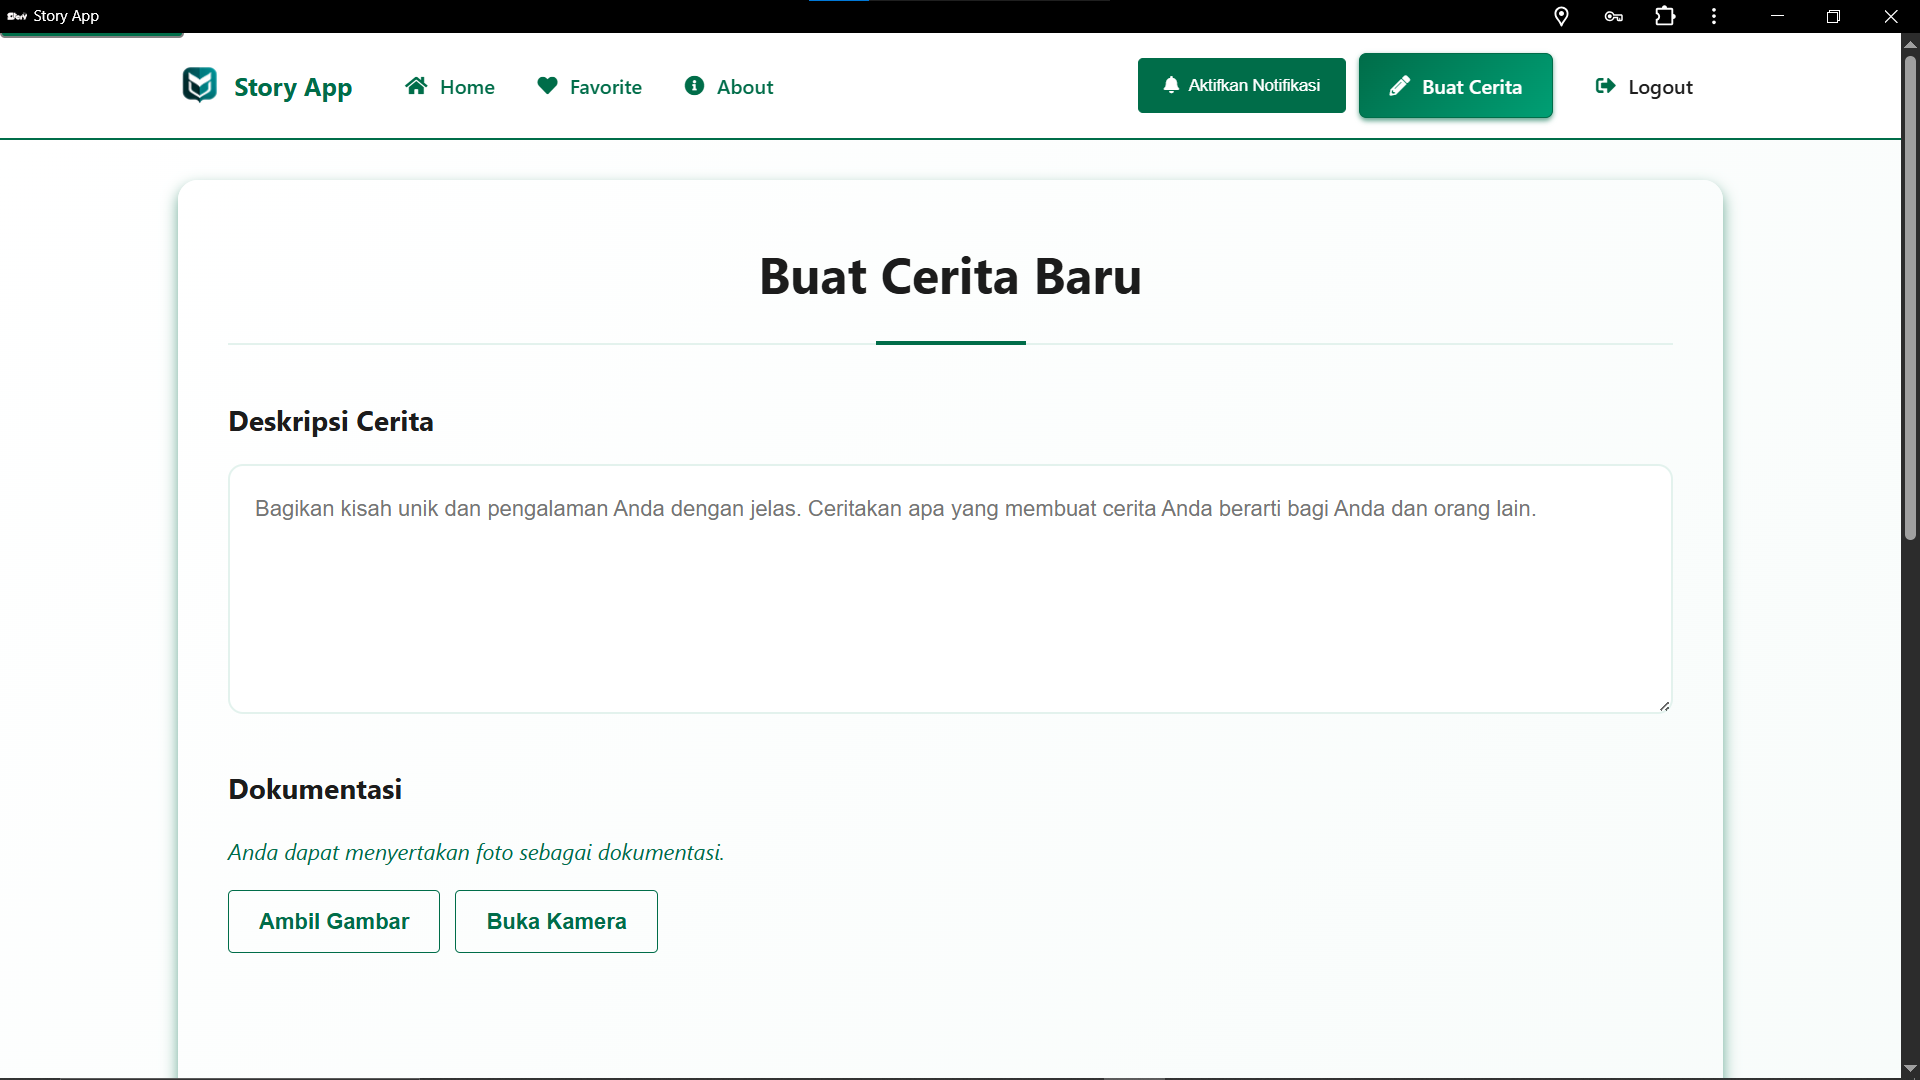 Story App
Story App
Home
Favorite
About
Aktifkan Notifikasi
Buat Cerita
Logout
Buat Cerita Baru
Deskripsi Cerita
Bagikan kisah unik dan pengalaman Anda dengan jelas. Ceritakan apa yang membuat cerita Anda berarti bagi Anda dan orang lain.
Dokumentasi
Anda dapat menyertakan foto sebagai dokumentasi.
Ambil Gambar
Buka Kamera